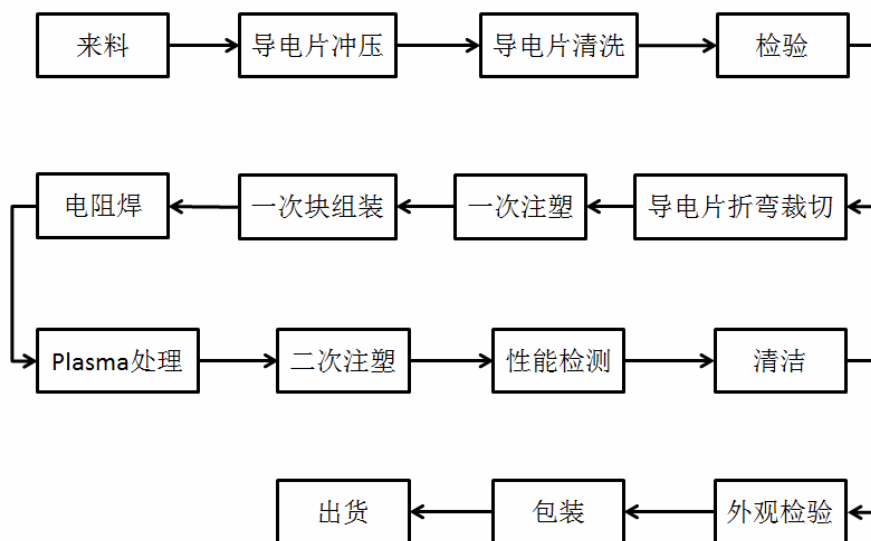 来料
导电片冲压
导电片清洗
检验
电阻焊
一次块组装
一次注塑
导电片折弯裁切
Plasma处理
二次注塑
性能检测
清洁
出货
包装
外观检验